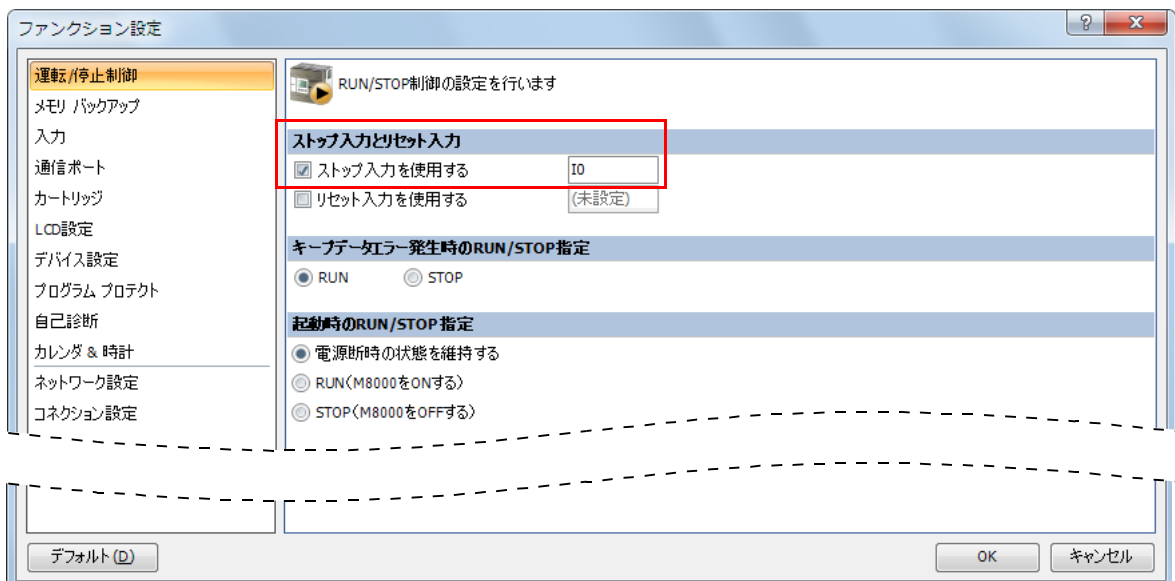 ファンクション設定
運転/停止制御
メモリ バックアップ
入力
通信ポート
カートリッジ
LCD設定
デバイス設定
プログラム プロテクト
自己診断
カレンダ & 時計
ネットワーク設定
コネクション設定
RUN/STOP制御の設定を行います
ストップ入力とリセット入力
ストップ入力を使用する I0
リセット入力を使用する (未設定)
キープデータエラー発生時のRUN/STOP指定
RUN STOP
起動時のRUN/STOP指定
電源断時の状態を維持する
RUN(M8000をONする)
STOP(M8000をOFFする)
デフォルト(D) OK キャンセル